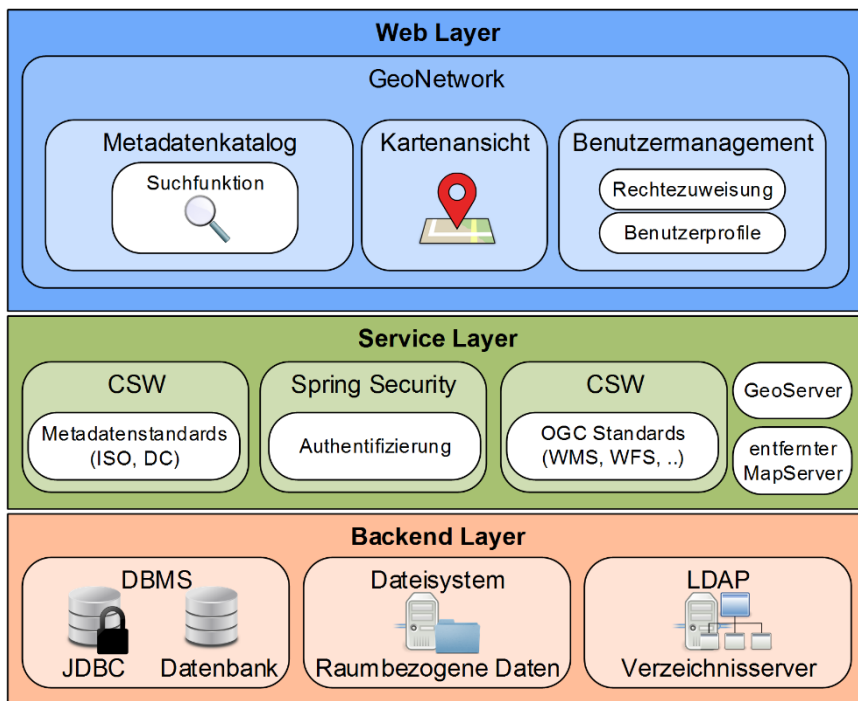 Web Layer
GeoNetwork
Metadatenkatalog
Suchfunktion
Kartenansicht
Benutzermanagement
Rechtezuweisung
Benutzerprofile
Service Layer
CSW
Metadatenstandards
(ISO, DC)
Spring Security
Authentifizierung
CSW
OGC Standards
(WMS, WFS, ..)
GeoServer
entfernter
MapServer
Backend Layer
DBMS
JDBC
Datenbank
Dateisystem
Raumbezogene Daten
LDAP
Verzeichnisserver